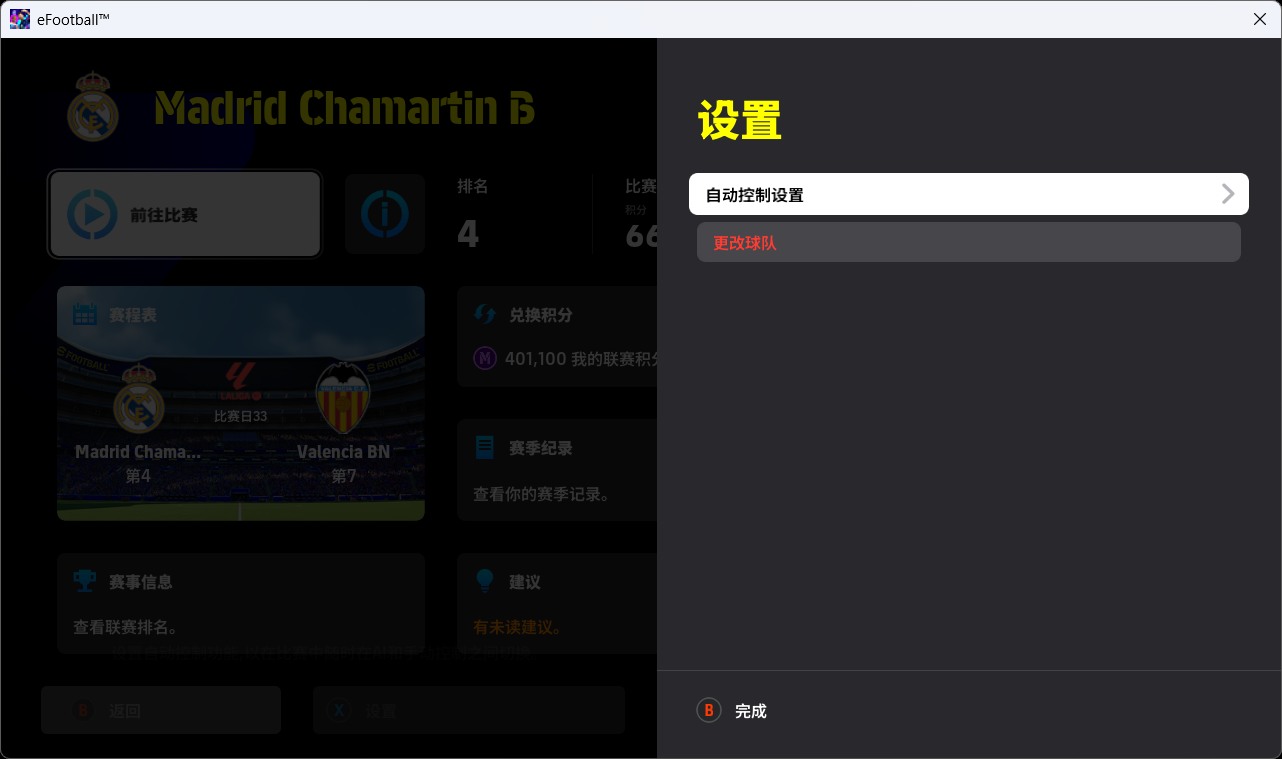 eFootball™
Madrid Chamartin B
前往比赛
排名
4
比赛
积分
66
赛程表
EFOOTBALL
EFOOTBALL
LALIGA
比赛日33
Madrid Chama...
第4
Valencia BN
第7
兑换积分
M 401,100 我的联赛积分
赛季纪录
查看你的赛季记录。
赛事信息
查看联赛排名。
建议
有未读建议。
B 返回
X 设置
设置
自动控制设置
更改球队
B 完成